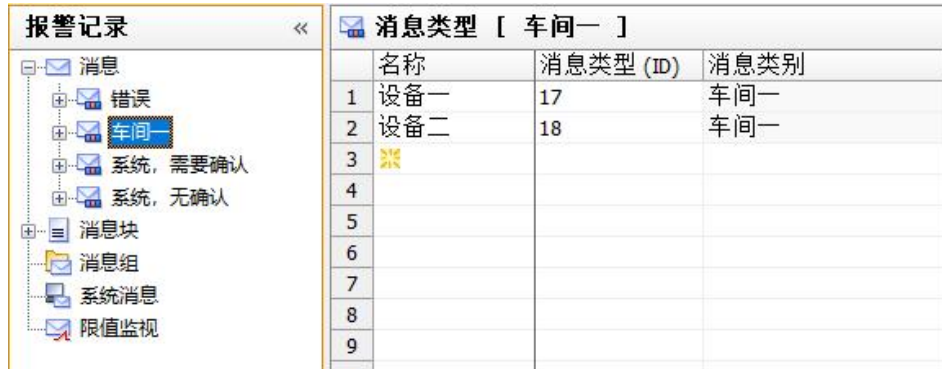 报警记录 «
消息
错误
车间一
系统，需要确认
系统，无确认
消息块
消息组
系统消息
限值监视
消息类型 [ 车间一 ]
名称 消息类型 (ID) 消息类别
1 设备一 17 车间一
2 设备二 18 车间一
3
4
5
6
7
8
9